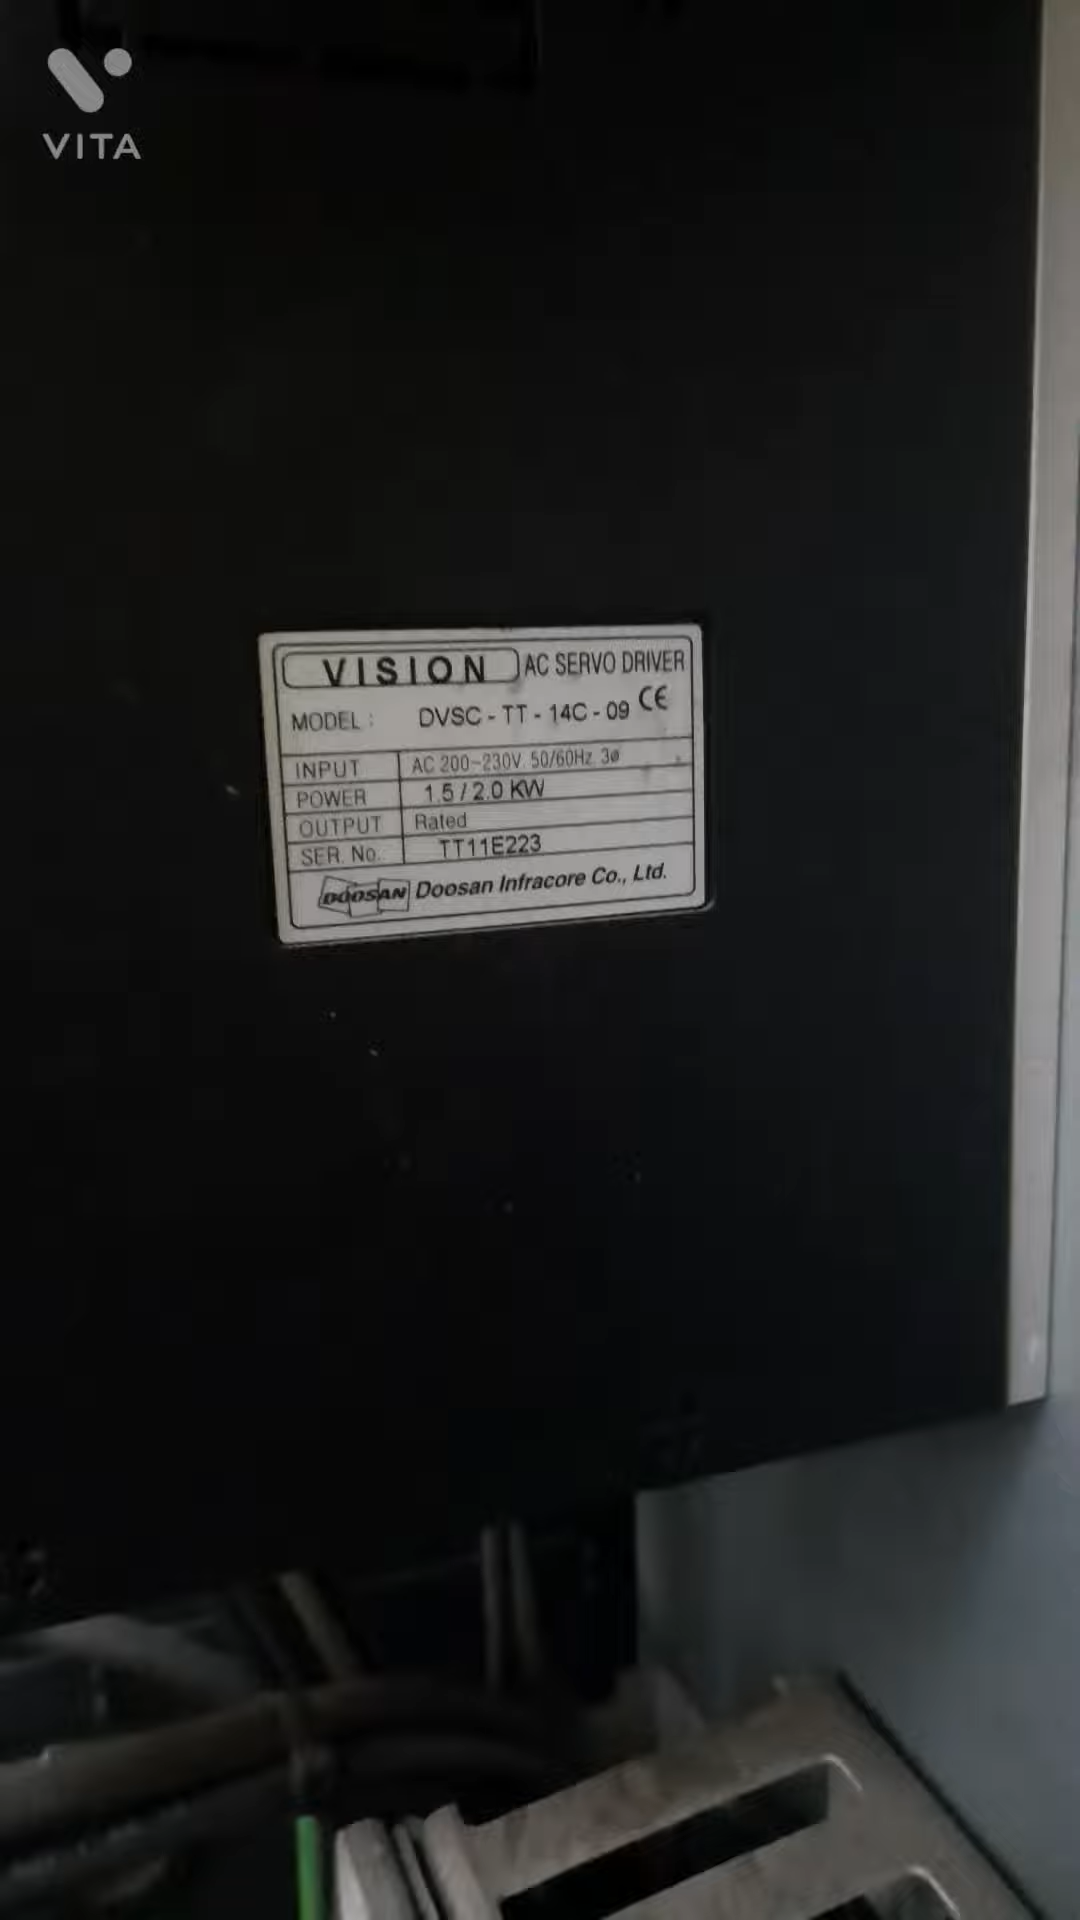 VITA
VISION AC SERVO DRIVER
MODEL : DVSC - TT - 14C - 09 CE
INPUT AC 200~230V. 50/60Hz. 3ø
POWER 1.5 / 2.0 KW
OUTPUT Rated
SER. No. TT11E223
DOOSAN Doosan Infracore Co., Ltd.